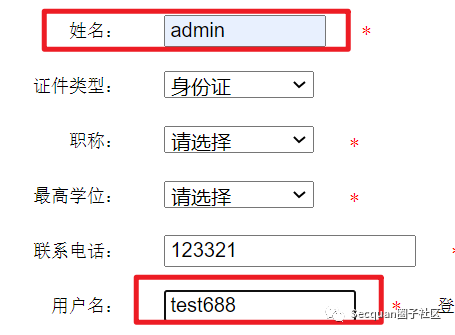 姓名： admin *
证件类型： 身份证
职称： 请选择 *
最高学位： 请选择 *
联系电话： 123321 *
用户名： test688 * 登
Secquan圈子社区